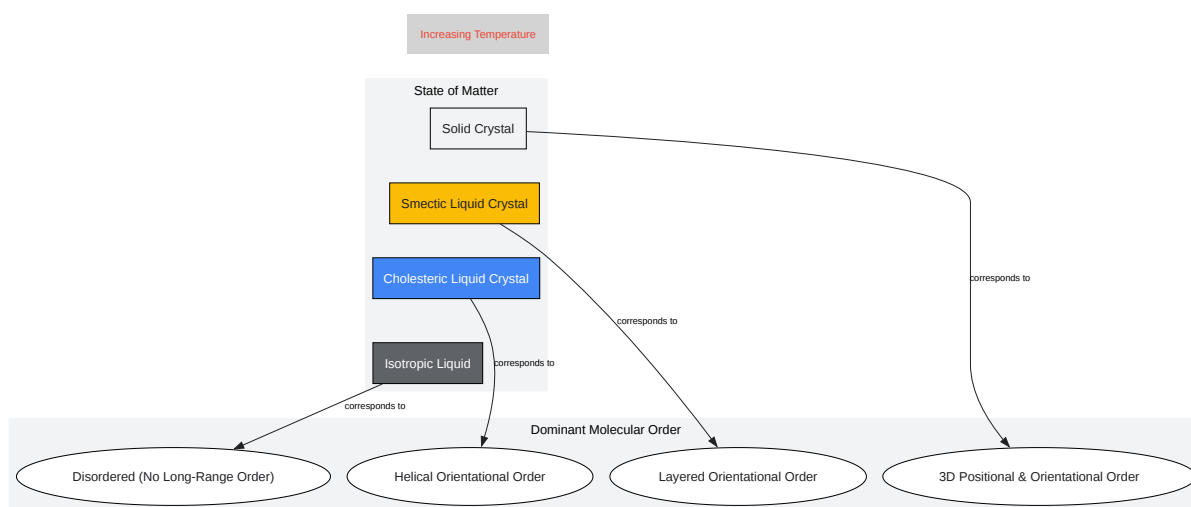 Increasing Temperature
State of Matter
Solid Crystal
Smectic Liquid Crystal
Cholesteric Liquid Crystal
corresponds to
corresponds to
Isotropic Liquid
corresponds to
corresponds to
Dominant Molecular Order
Disordered (No Long-Range Order)
Helical Orientational Order
Layered Orientational Order
3D Positional & Orientational Order